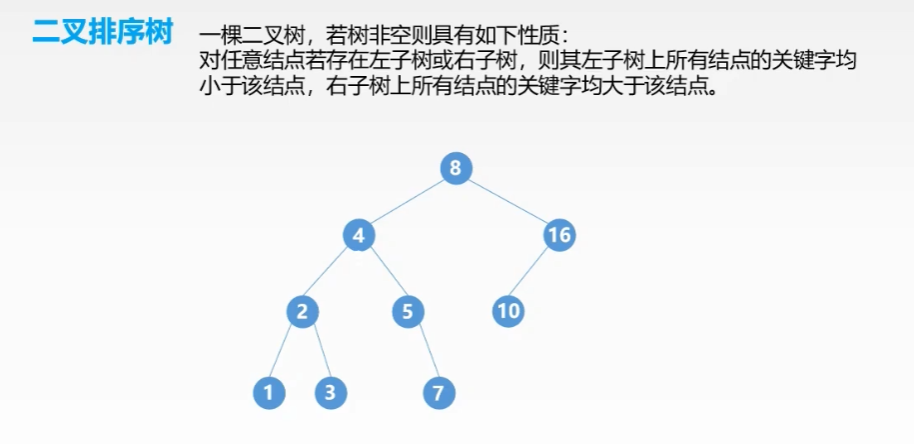 二叉排序树
一棵二叉树，若树非空则具有如下性质：
对任意结点若存在左子树或右子树，则其左子树上所有结点的关键字均
小于该结点，右子树上所有结点的关键字均大于该结点。
8
4 16
2 5 10
1 3 7